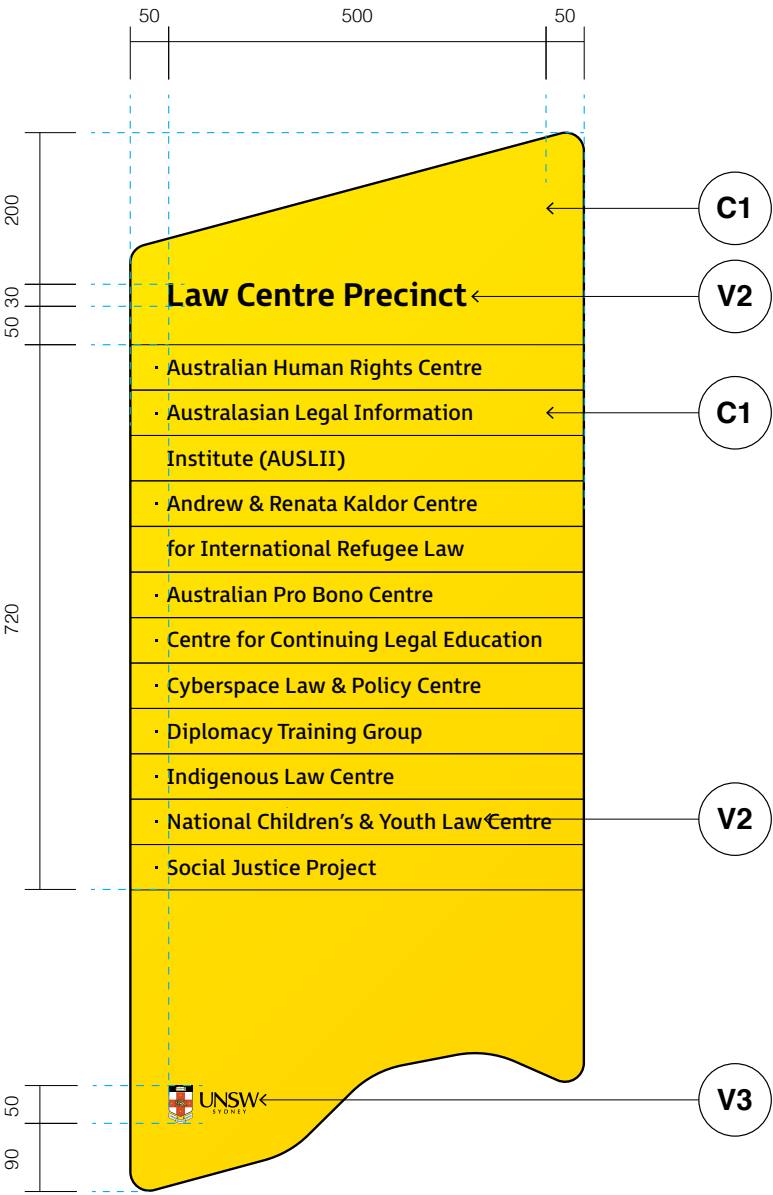 50 500 50
200
C1
30
Law Centre Precinct
V2
50
· Australian Human Rights Centre
· Australasian Legal Information
C1
Institute (AUSLII)
· Andrew & Renata Kaldor Centre
for International Refugee Law
· Australian Pro Bono Centre
720
· Centre for Continuing Legal Education
· Cyberspace Law & Policy Centre
· Diplomacy Training Group
· Indigenous Law Centre
· National Children’s & Youth Law Centre
V2
· Social Justice Project
50
UNSW
SYDNEY
V3
90